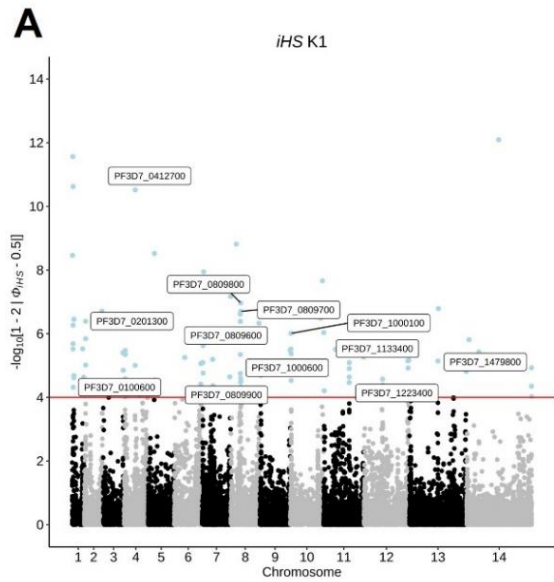 A
iHS K1
14
12
10
8
6
4
2
0
-log10[1 - 2 | ΦiHS - 0.5|]
PF3D7_0412700
PF3D7_0809800
PF3D7_0809700
PF3D7_0201300
PF3D7_1000100
PF3D7_0809600
PF3D7_1133400
PF3D7_1000600
PF3D7_1479800
PF3D7_0100600
PF3D7_0809900
PF3D7_1223400
1 2 3 4 5 6 7 8 9 10 11 12 13 14
Chromosome